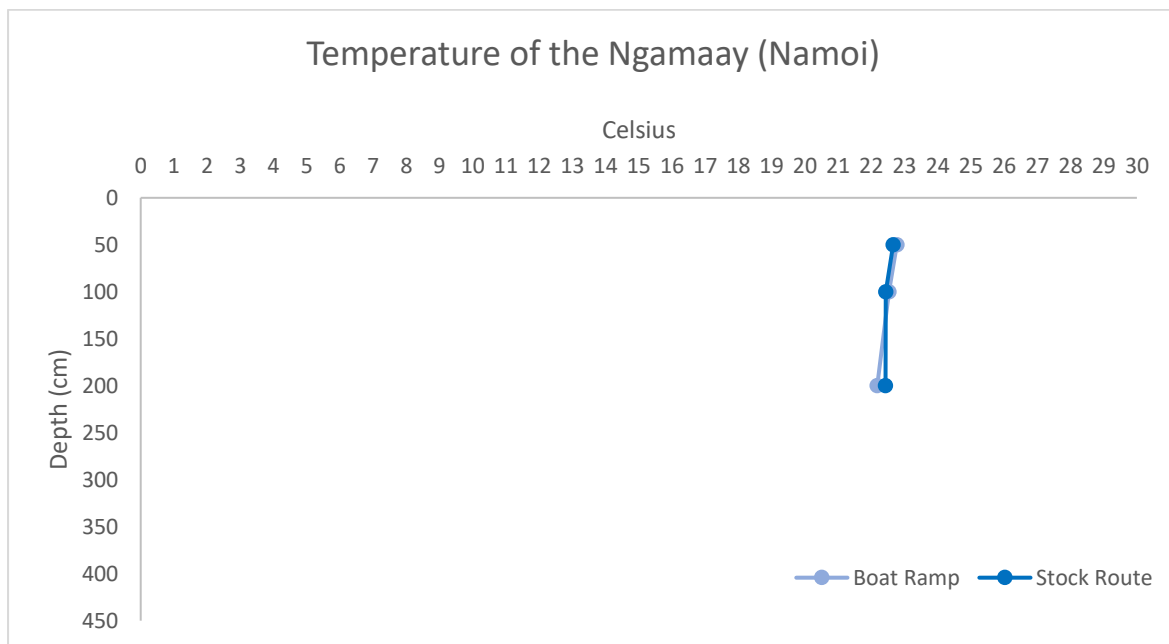 Temperature of the Ngamaay (Namoi)
Celsius
0 1 2 3 4 5 6 7 8 9 10 11 12 13 14 15 16 17 18 19 20 21 22 23 24 25 26 27 28 29 30
0
50
100
150
200
250
300
350
400
450
Depth (cm)
Boat Ramp Stock Route